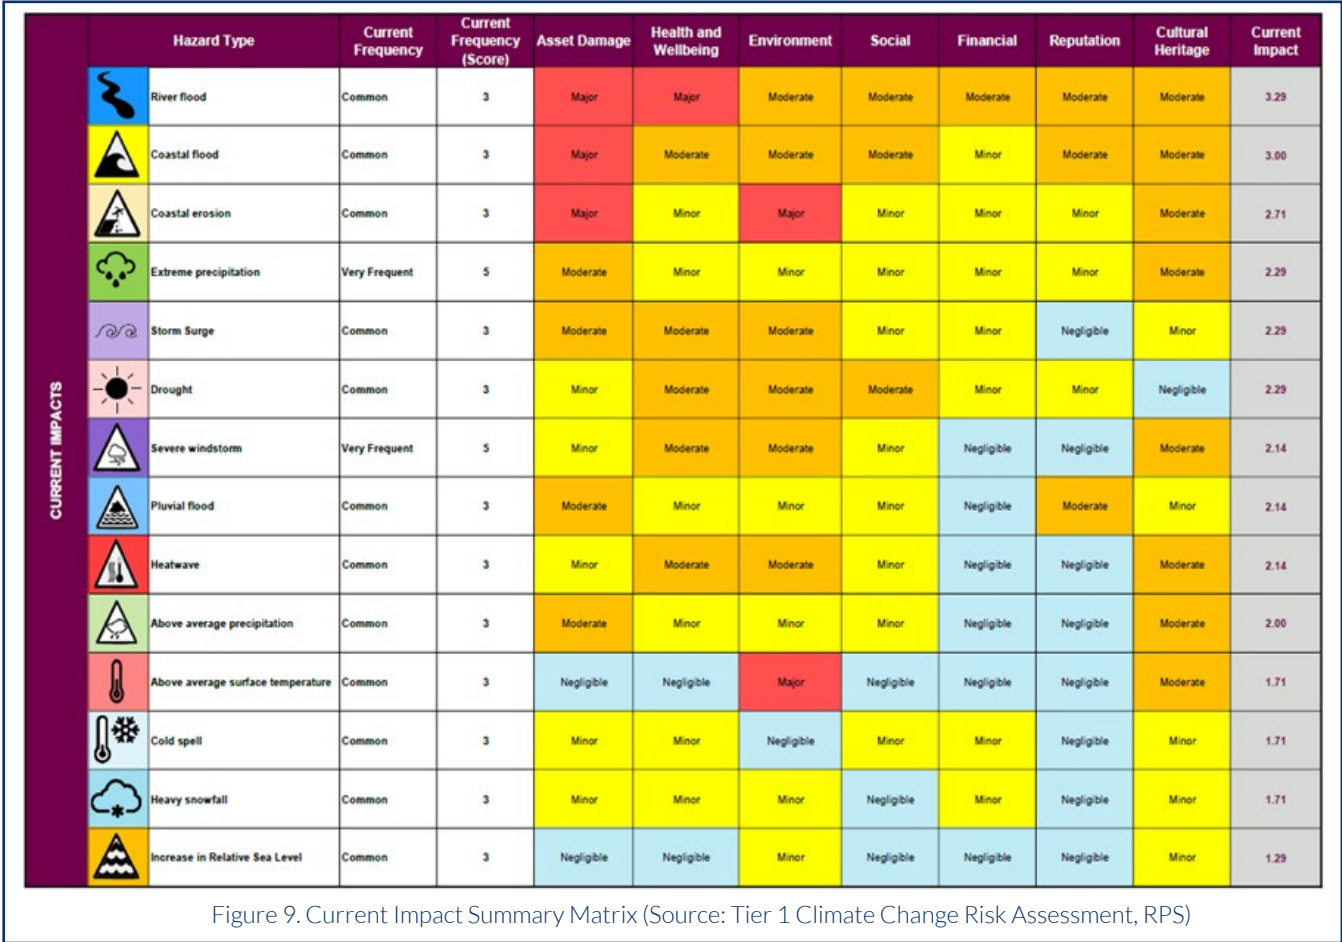 Hazard Type Current Frequency Current Frequency (Score) Asset Damage Health and Wellbeing Environment Social Financial Reputation Cultural Heritage Current Impact
CURRENT IMPACTS
River flood Common 3 Major Major Moderate Moderate Moderate Moderate Moderate 3.29
Coastal flood Common 3 Major Moderate Moderate Moderate Minor Moderate Moderate 3.00
Coastal erosion Common 3 Major Minor Major Minor Minor Minor Moderate 2.71
Extreme precipitation Very Frequent 5 Moderate Minor Minor Minor Minor Minor Moderate 2.29
Storm Surge Common 3 Moderate Moderate Moderate Minor Minor Negligible Minor 2.29
Drought Common 3 Minor Moderate Moderate Moderate Minor Minor Negligible 2.29
Severe windstorm Very Frequent 5 Minor Moderate Moderate Minor Negligible Negligible Moderate 2.14
Pluvial flood Common 3 Moderate Minor Minor Minor Negligible Moderate Minor 2.14
Heatwave Common 3 Minor Moderate Moderate Minor Negligible Negligible Moderate 2.14
Above average precipitation Common 3 Moderate Minor Minor Minor Negligible Negligible Moderate 2.00
Above average surface temperature Common 3 Negligible Negligible Major Negligible Negligible Negligible Moderate 1.71
Cold spell Common 3 Minor Minor Negligible Minor Minor Negligible Minor 1.71
Heavy snowfall Common 3 Minor Minor Minor Negligible Minor Negligible Minor 1.71
Increase in Relative Sea Level Common 3 Negligible Negligible Minor Negligible Negligible Negligible Minor 1.29
Figure 9. Current Impact Summary Matrix (Source: Tier 1 Climate Change Risk Assessment, RPS)